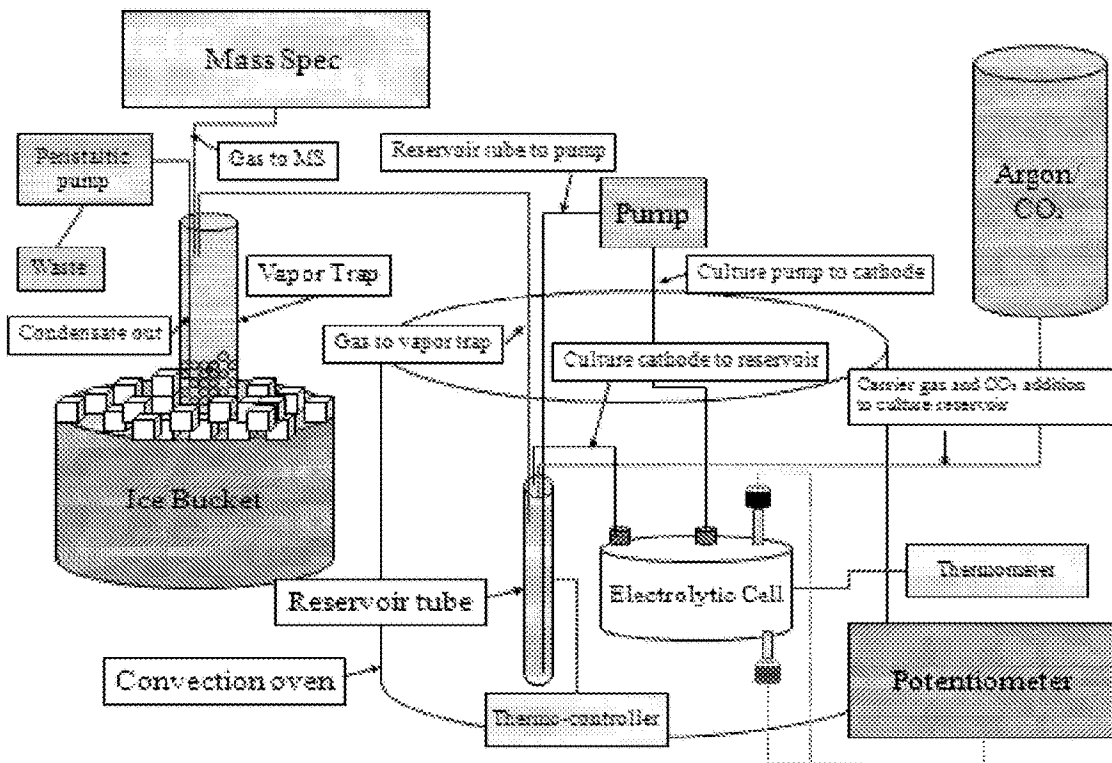 Mass Spec
Peristaltic
pump
Waste
Gas to MS
Reservoir tube to pump
Pump
Argon/
CO₂
Vapor Trap
Culture pump to cathode
Condensate out
Gas to vapor trap
Culture cathode to reservoir
Carrier gas and CO₂ addition
to culture reservoir
Ice Bucket
Thermometer
Electrolytic Cell
Reservoir tube
Convection oven
Thermo-controller
Potentiometer